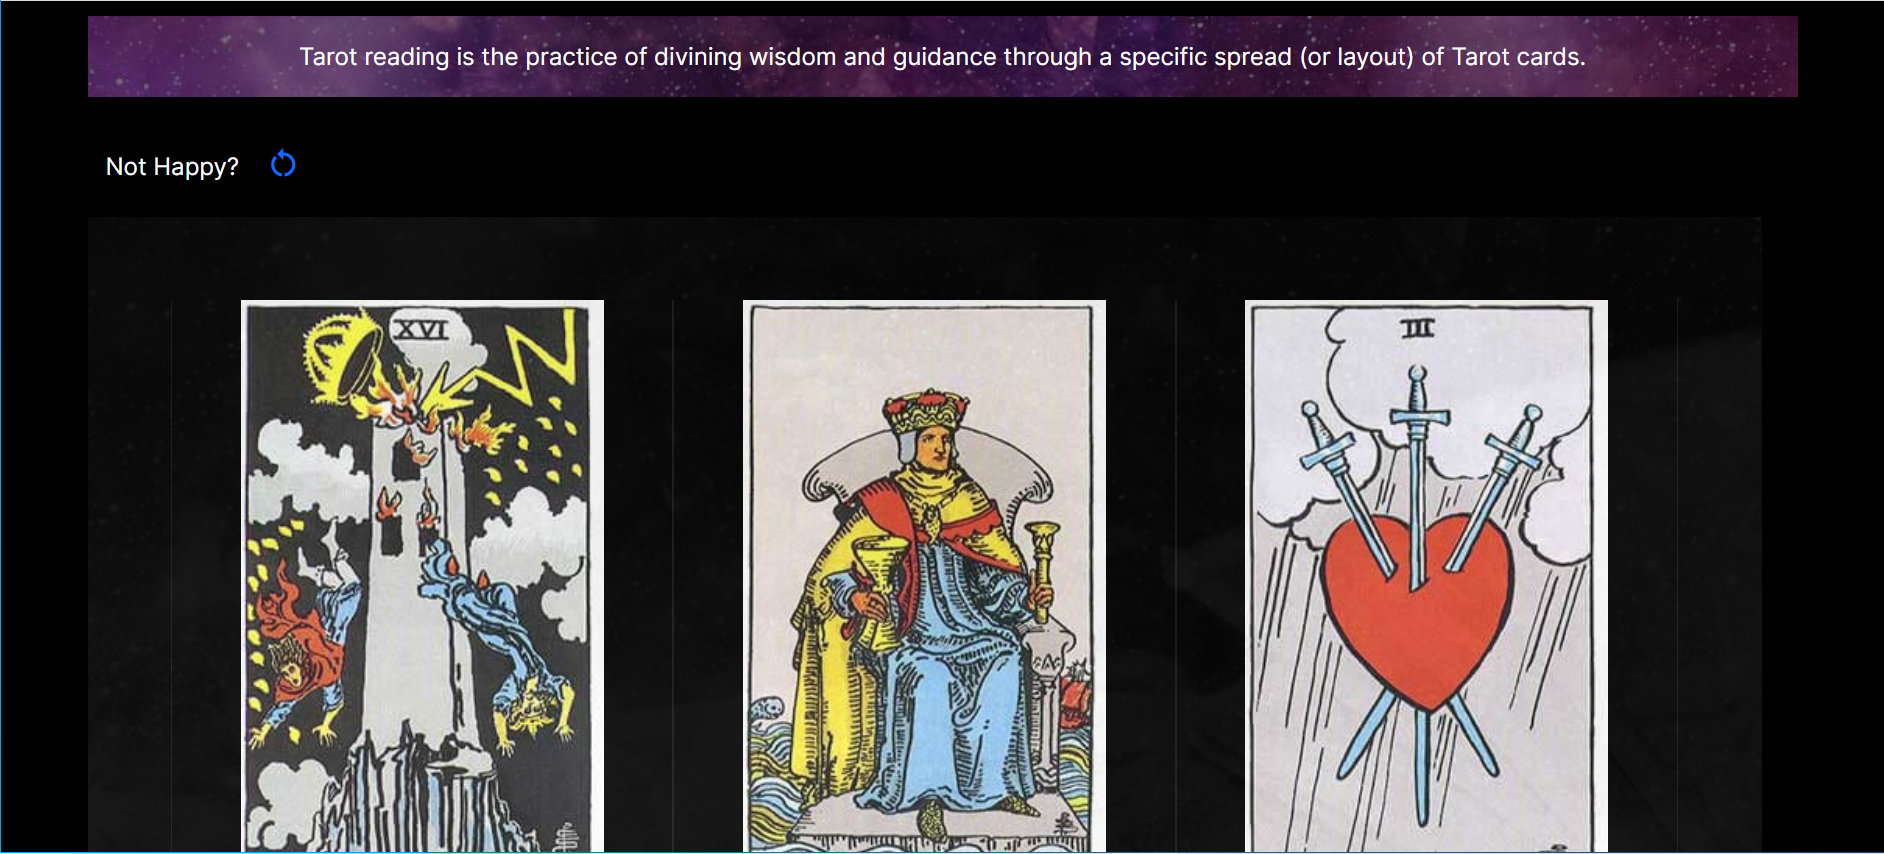 Tarot reading is the practice of divining wisdom and guidance through a specific spread (or layout) of Tarot cards.
Not Happy?
XVI
III